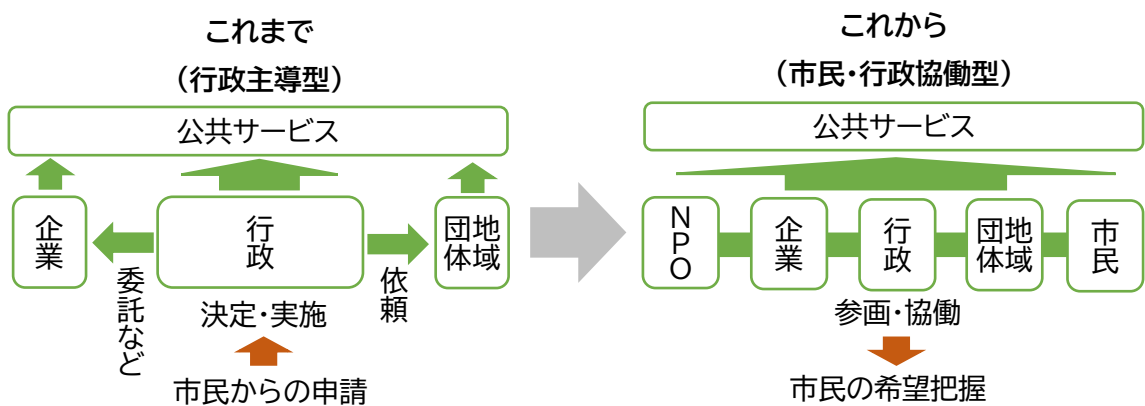 これまで
（行政主導型）
公共サービス
企業
行政
地域団体
委託など
依頼
決定・実施
市民からの申請
これから
（市民・行政協働型）
公共サービス
NPO
企業
行政
地域団体
市民
参画・協働
市民の希望把握